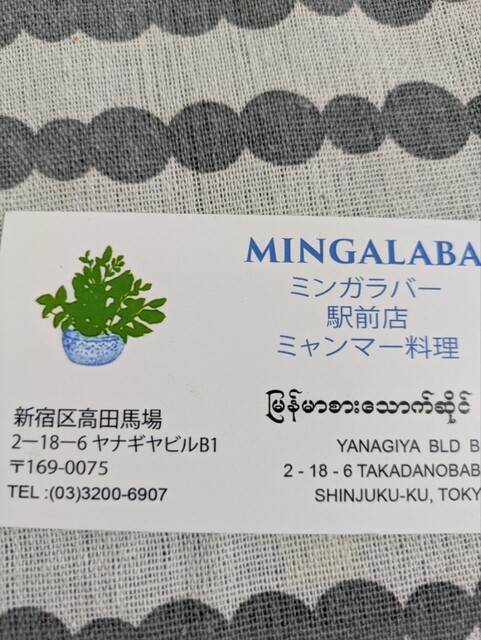 MINGALABA
ミンガラバー
駅前店
ミャンマー料理
မြန်မာစားသောက်ဆိုင်
新宿区高田馬場
2ー18ー6 ヤナギヤビルB1
〒169-0075
TEL :(03)3200-6907
YANAGIYA BLD B
2 - 18 - 6 TAKADANOBAB
SHINJUKU-KU, TOKY